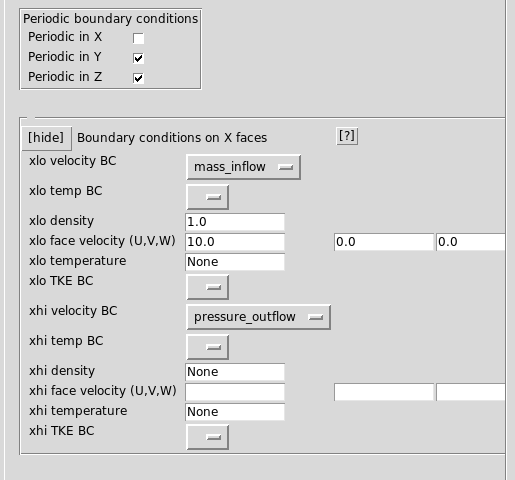 Periodic boundary conditions
Periodic in X
Periodic in Y
Periodic in Z
[hide] Boundary conditions on X faces [?]
xlo velocity BC mass_inflow
xlo temp BC
xlo density 1.0
xlo face velocity (U,V,W) 10.0 0.0 0.0
xlo temperature None
xlo TKE BC
xhi velocity BC pressure_outflow
xhi temp BC
xhi density None
xhi face velocity (U,V,W)
xhi temperature None
xhi TKE BC